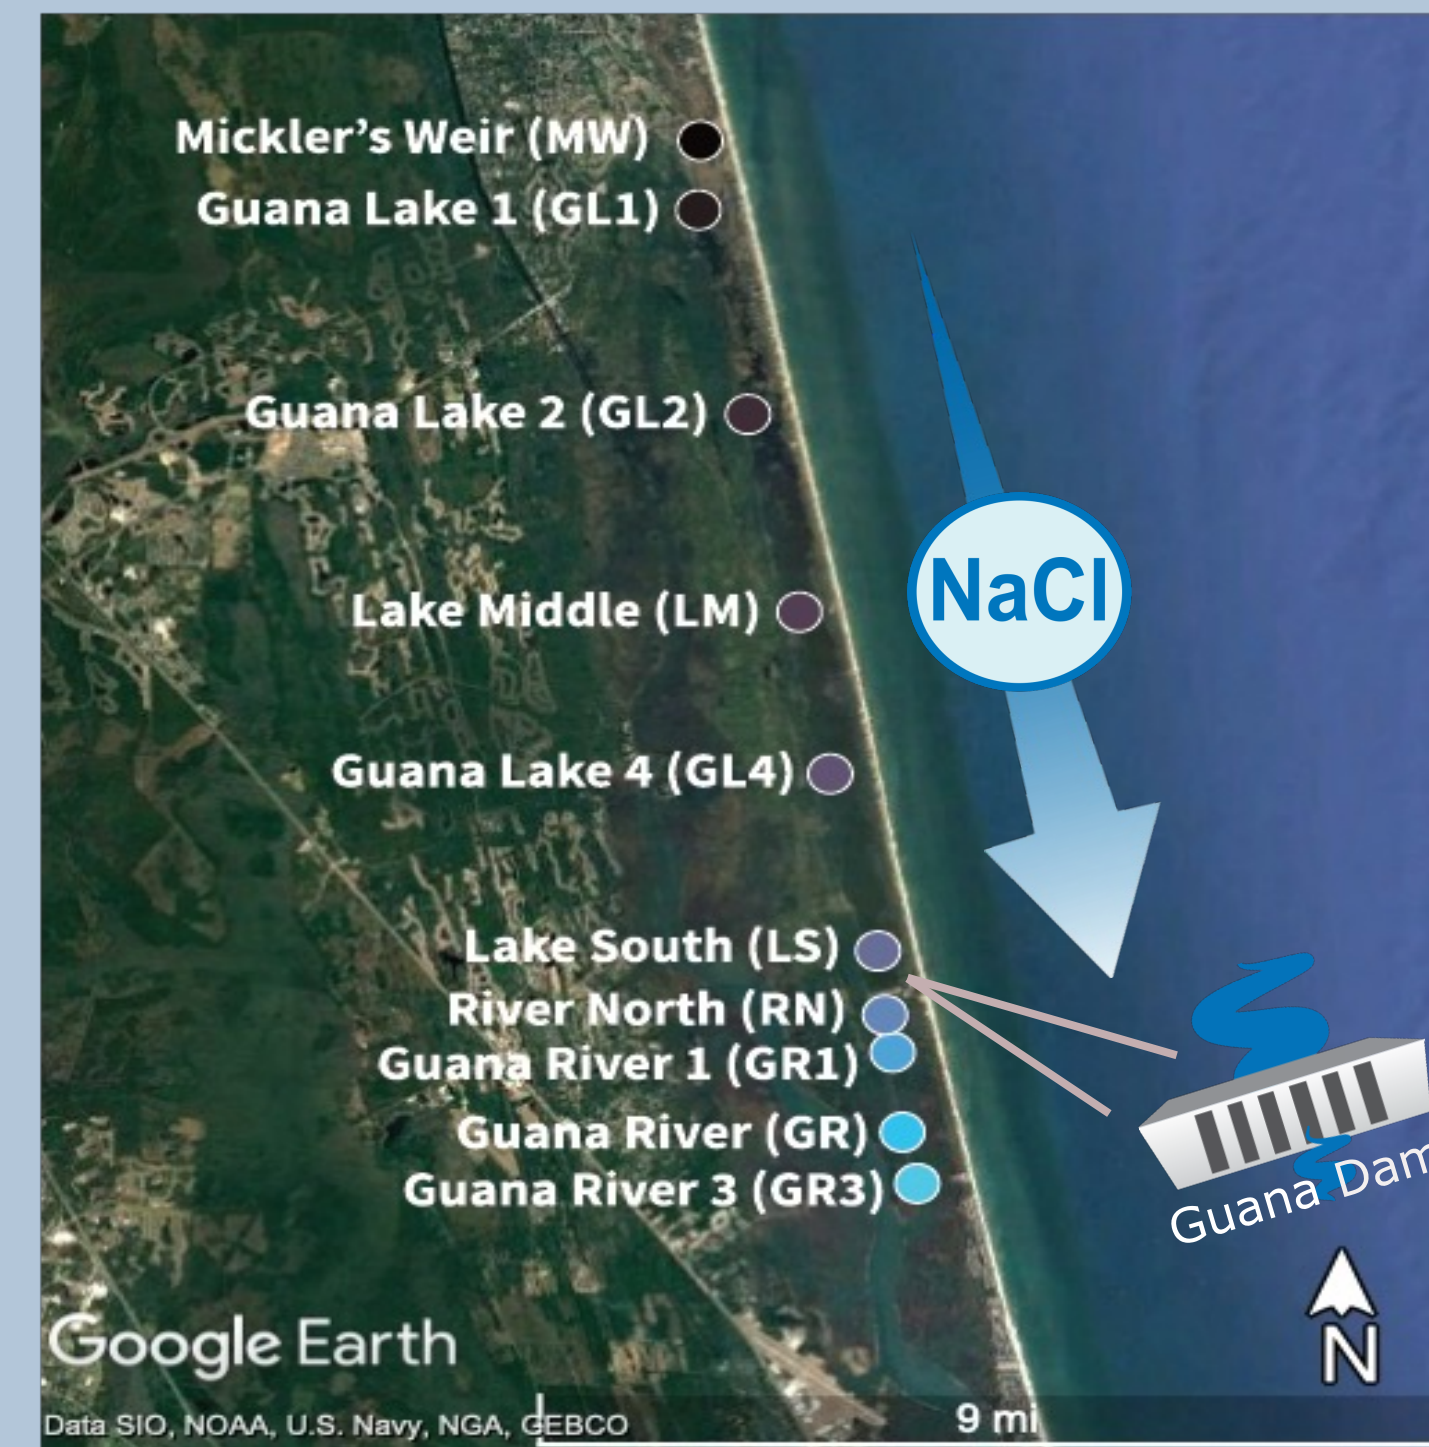 Mickler’s Weir (MW)
Guana Lake 1 (GL1)
Guana Lake 2 (GL2)
NaCl
Lake Middle (LM)
Guana Lake 4 (GL4)
Lake South (LS)
River North (RN)
Guana River 1 (GR1)
Guana River (GR)
Guana River 3 (GR3)
Guana Dam
N
Google Earth
Data SIO, NOAA, U.S. Navy, NGA, GEBCO
9 mi